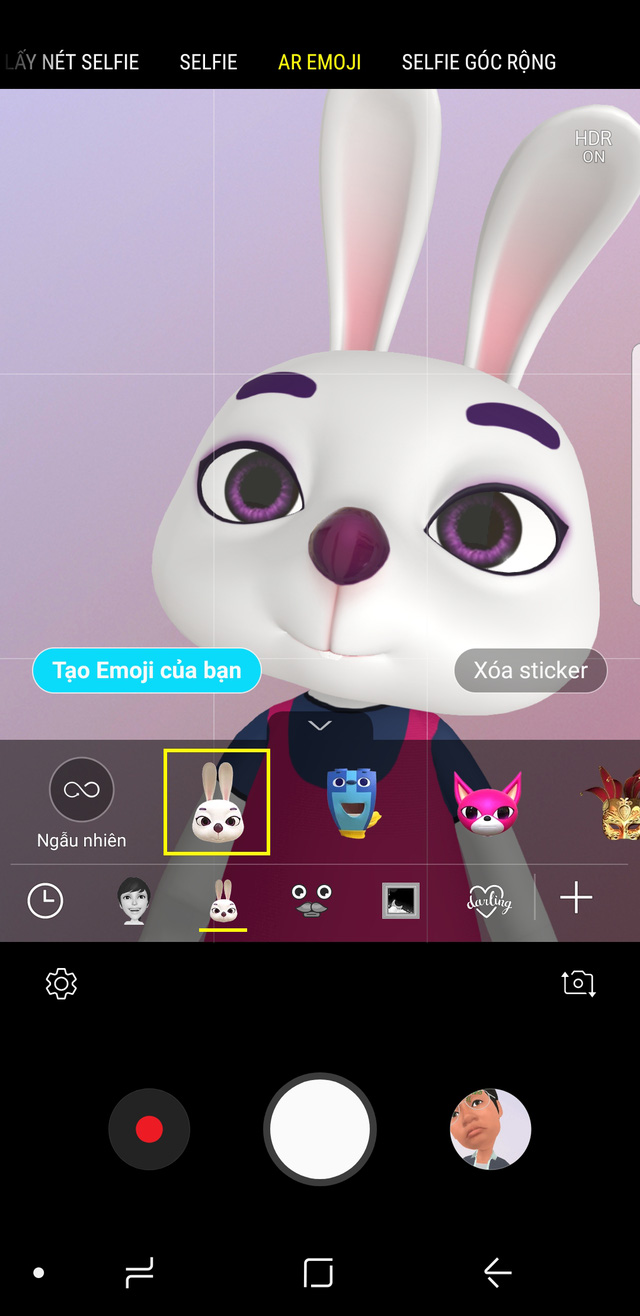 LẤY NÉT SELFIE SELFIE AR EMOJI SELFIE GÓC RỘNG
HDR
ON
Tạo Emoji của bạn Xóa sticker
Ngẫu nhiên
darling